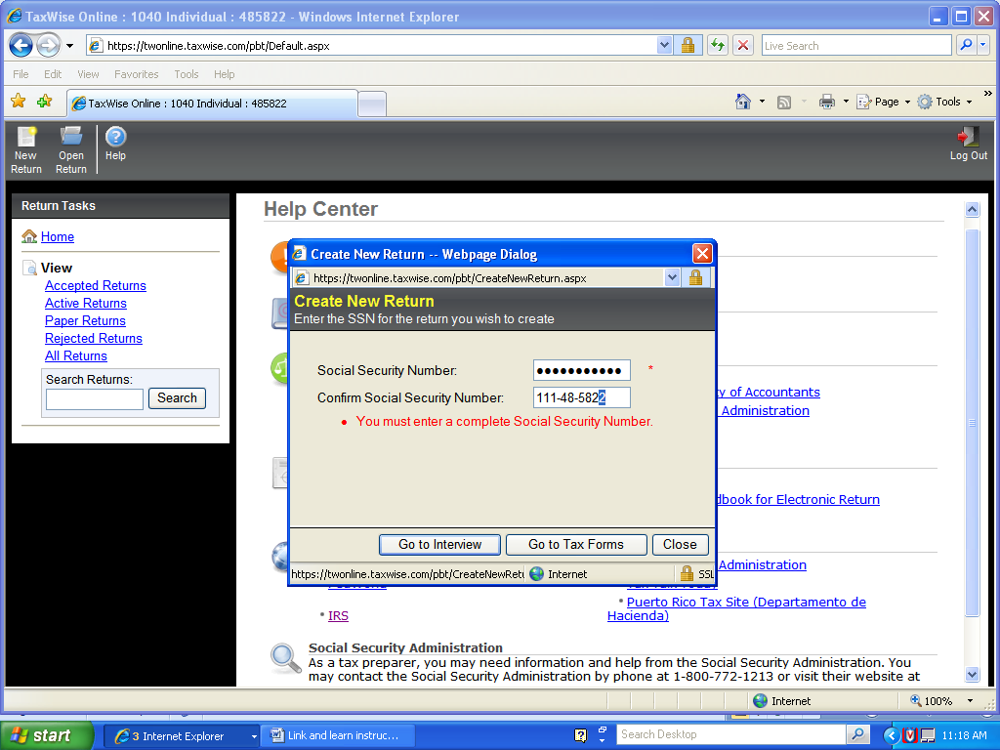 TaxWise Online : 1040 Individual : 485822 - Windows Internet Explorer
https://twonline.taxwise.com/pbt/Default.aspx
Live Search
File Edit View Favorites Tools Help
TaxWise Online : 1040 Individual : 485822
Page Tools
New Return
Open Return
Help
Log Out
Return Tasks
Home
View
Accepted Returns
Active Returns
Paper Returns
Rejected Returns
All Returns
Search Returns:
Search
Help Center
Create New Return -- Webpage Dialog
https://twonline.taxwise.com/pbt/CreateNewReturn.aspx
Create New Return
Enter the SSN for the return you wish to create
Social Security Number: ●●●●●●●●●●● *
Confirm Social Security Number: 111-48-5822
• You must enter a complete Social Security Number.
Go to Interview Go to Tax Forms Close
https://twonline.taxwise.com/pbt/CreateNewRetu Internet SSL
y of Accountants
Administration
dbook for Electronic Return
Administration
• Puerto Rico Tax Site (Departamento de
Hacienda)
• IRS
Social Security Administration
As a tax preparer, you may need information and help from the Social Security Administration. You
may contact the Social Security Administration by phone at 1-800-772-1213 or visit their website at
Internet 100%
start 3 Internet Explorer Link and learn instruc... Search Desktop 11:18 AM